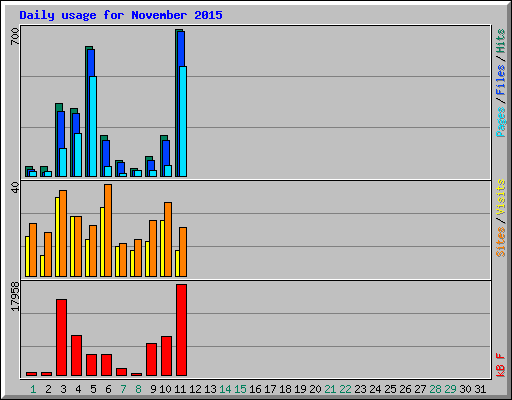 Daily usage for November 2015
700
Pages/Files/Hits
40
Sites/Visits
17958
kB F
1 2 3 4 5 6 7 8 9 10 11 12 13 14 15 16 17 18 19 20 21 22 23 24 25 26 27 28 29 30 31